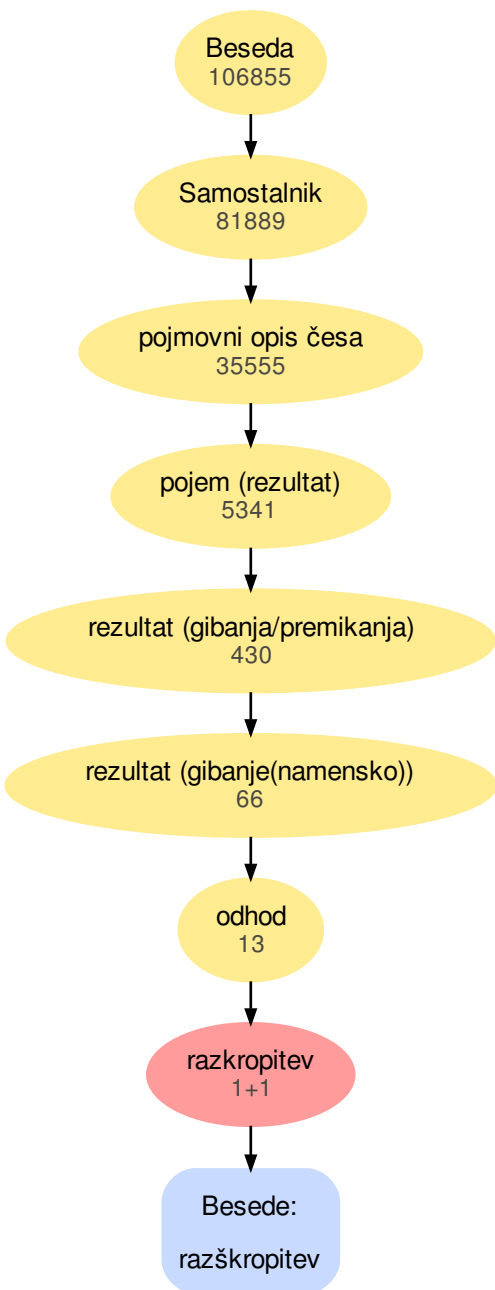 Beseda
106855
Samostalnik
81889
pojmovni opis česa
35555
pojem (rezultat)
5341
rezultat (gibanja/premikanja)
430
rezultat (gibanje(namensko))
66
odhod
13
razkropitev
1+1
Besede:
razškropitev